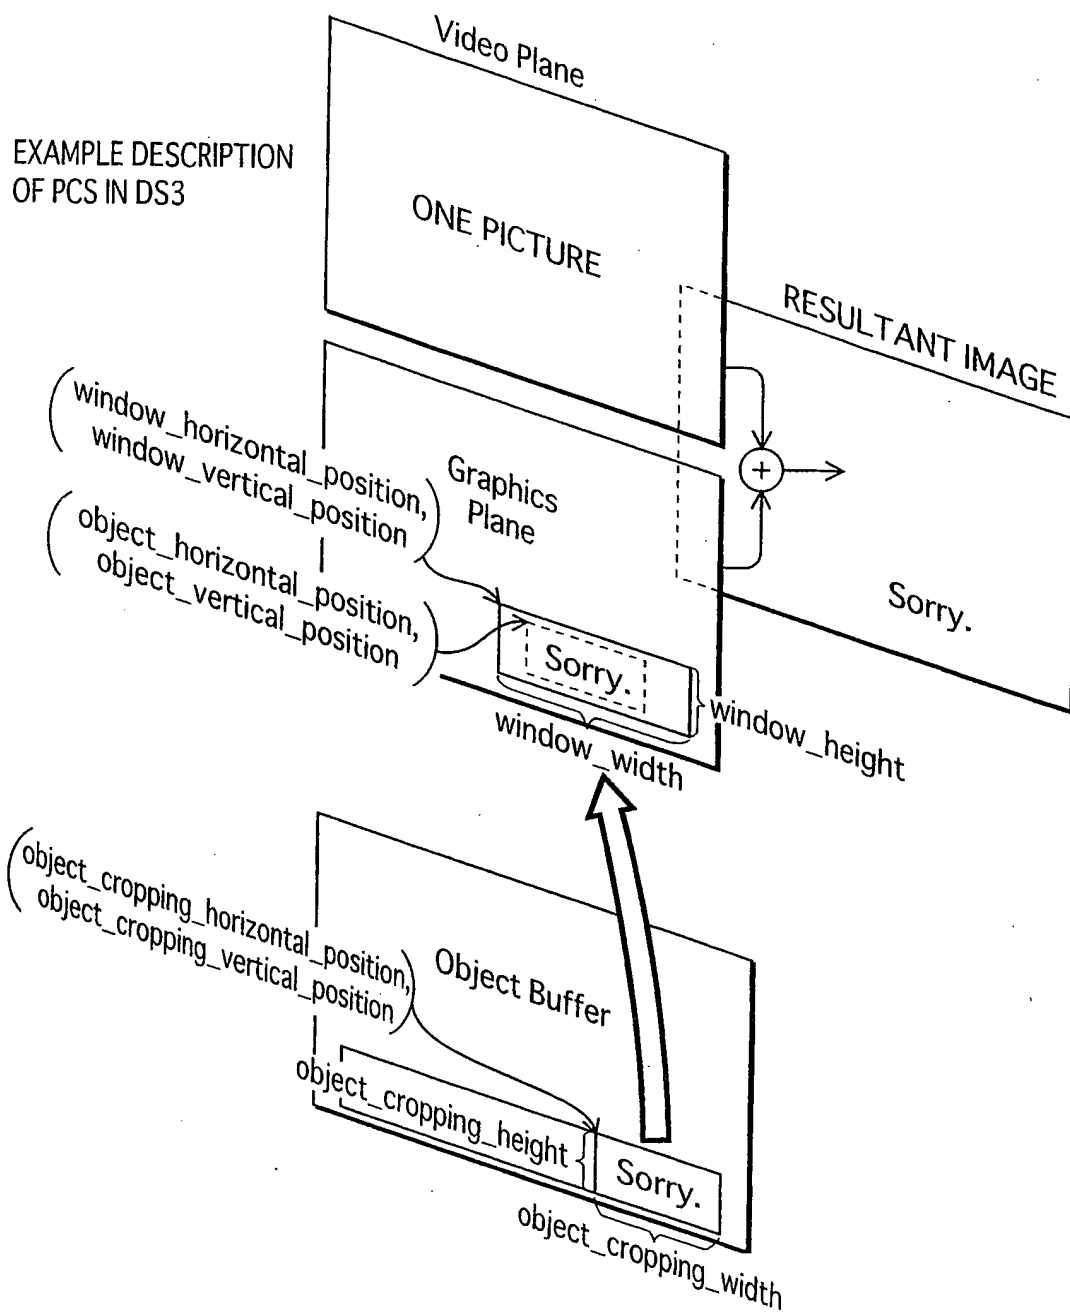 Video Plane
EXAMPLE DESCRIPTION
OF PCS IN DS3
ONE PICTURE
RESULTANT IMAGE
(window_horizontal_position,
window_vertical_position)
Graphics
Plane
(object_horizontal_position,
object_vertical_position)
Sorry.
Sorry.
window_height
window_width
(object_cropping_horizontal_position,
object_cropping_vertical_position)
Object Buffer
object_cropping_height
Sorry.
object_cropping_width
+